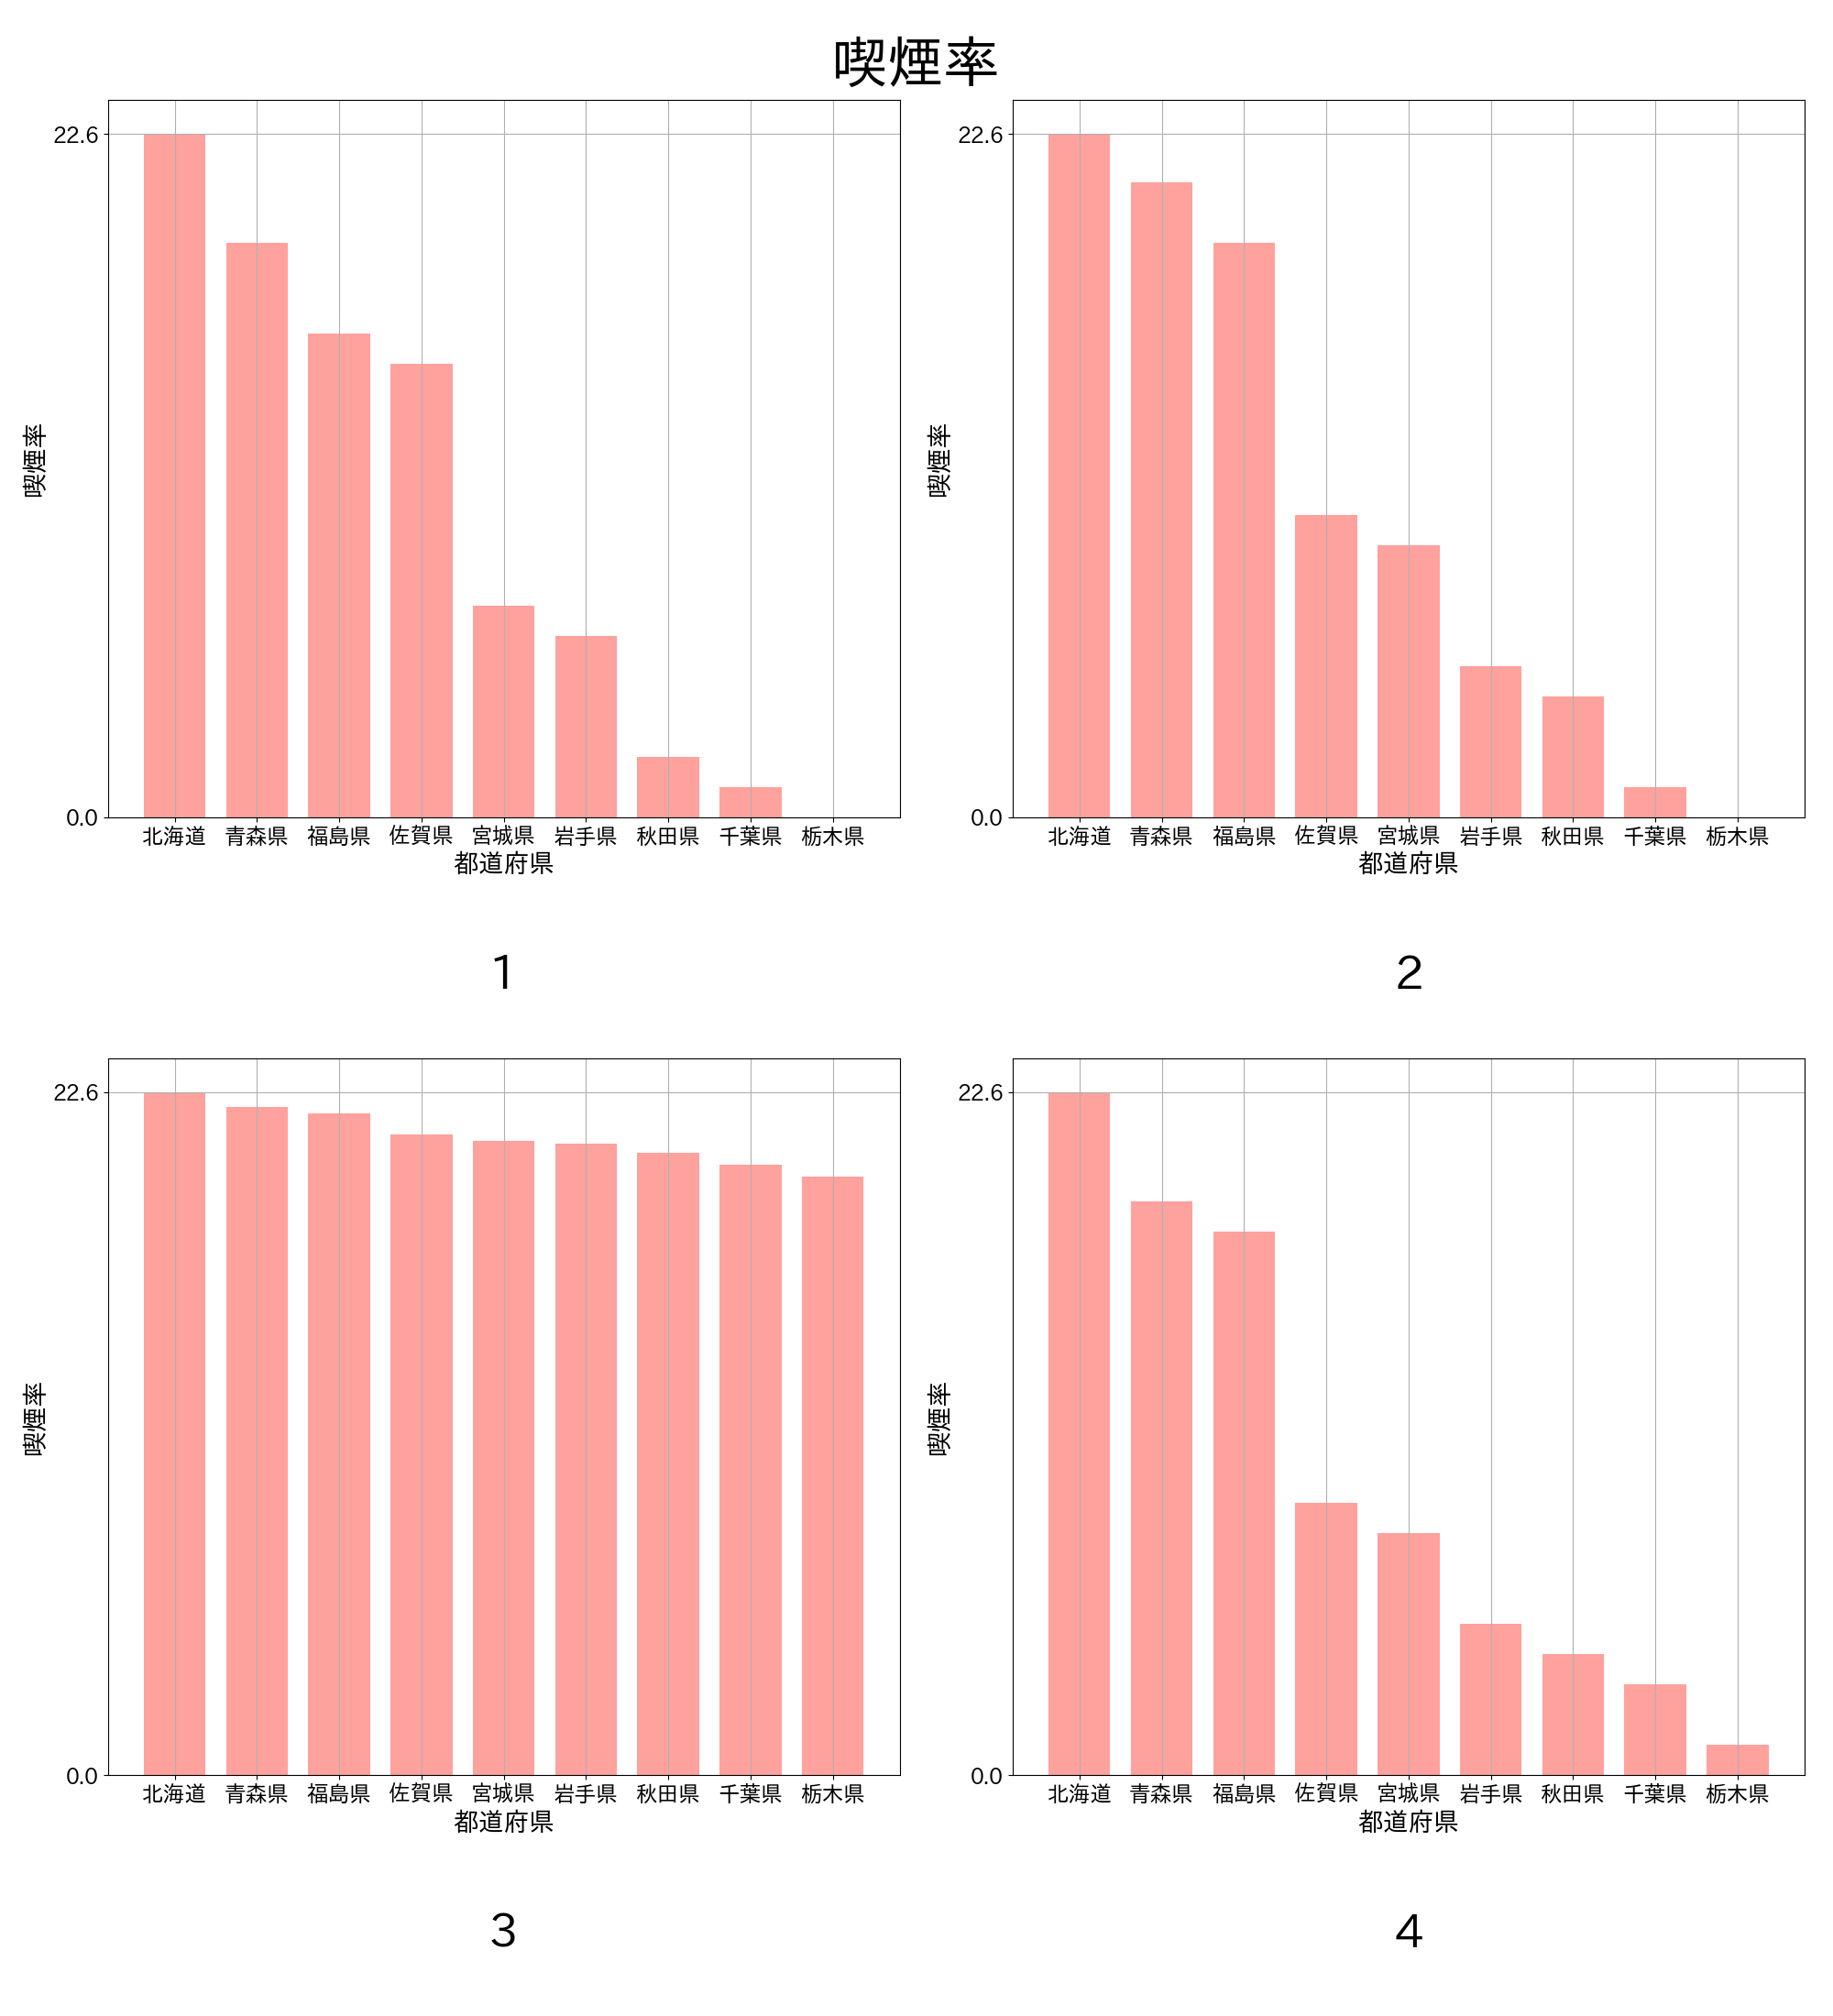 喫煙率
22.6
0.0
喫煙率
北海道 青森県 福島県 佐賀県 宮城県 岩手県 秋田県 千葉県 栃木県
都道府県
1
22.6
0.0
喫煙率
北海道 青森県 福島県 佐賀県 宮城県 岩手県 秋田県 千葉県 栃木県
都道府県
2
22.6
0.0
喫煙率
北海道 青森県 福島県 佐賀県 宮城県 岩手県 秋田県 千葉県 栃木県
都道府県
3
22.6
0.0
喫煙率
北海道 青森県 福島県 佐賀県 宮城県 岩手県 秋田県 千葉県 栃木県
都道府県
4